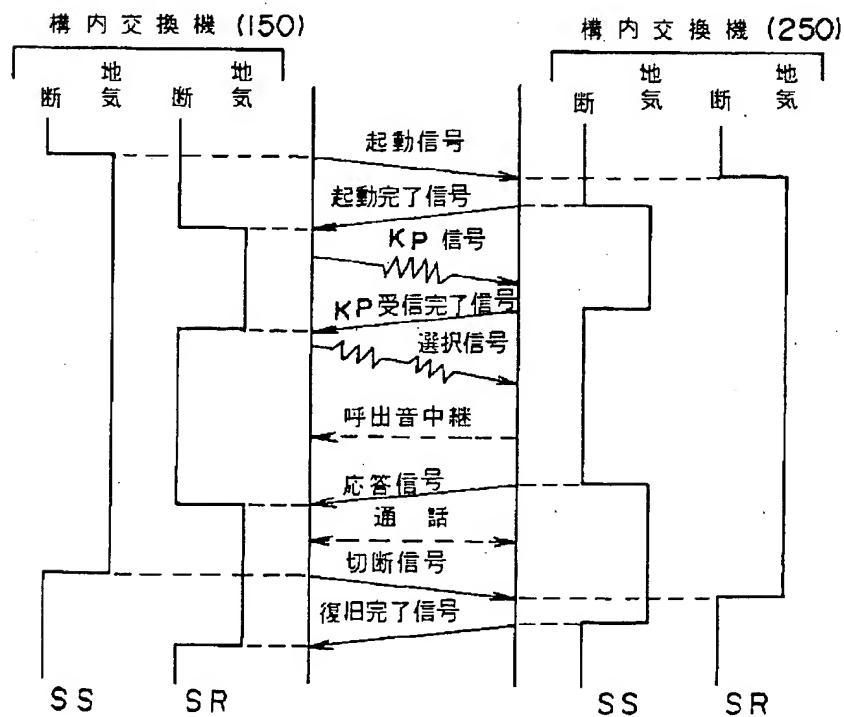 構内交換機(150)
構内交換機(250)
断
地気
断
地気
断
地気
断
地気
起動信号
起動完了信号
KP信号
KP受信完了信号
選択信号
呼出音中継
応答信号
通話
切断信号
復旧完了信号
SS
SR
SS
SR